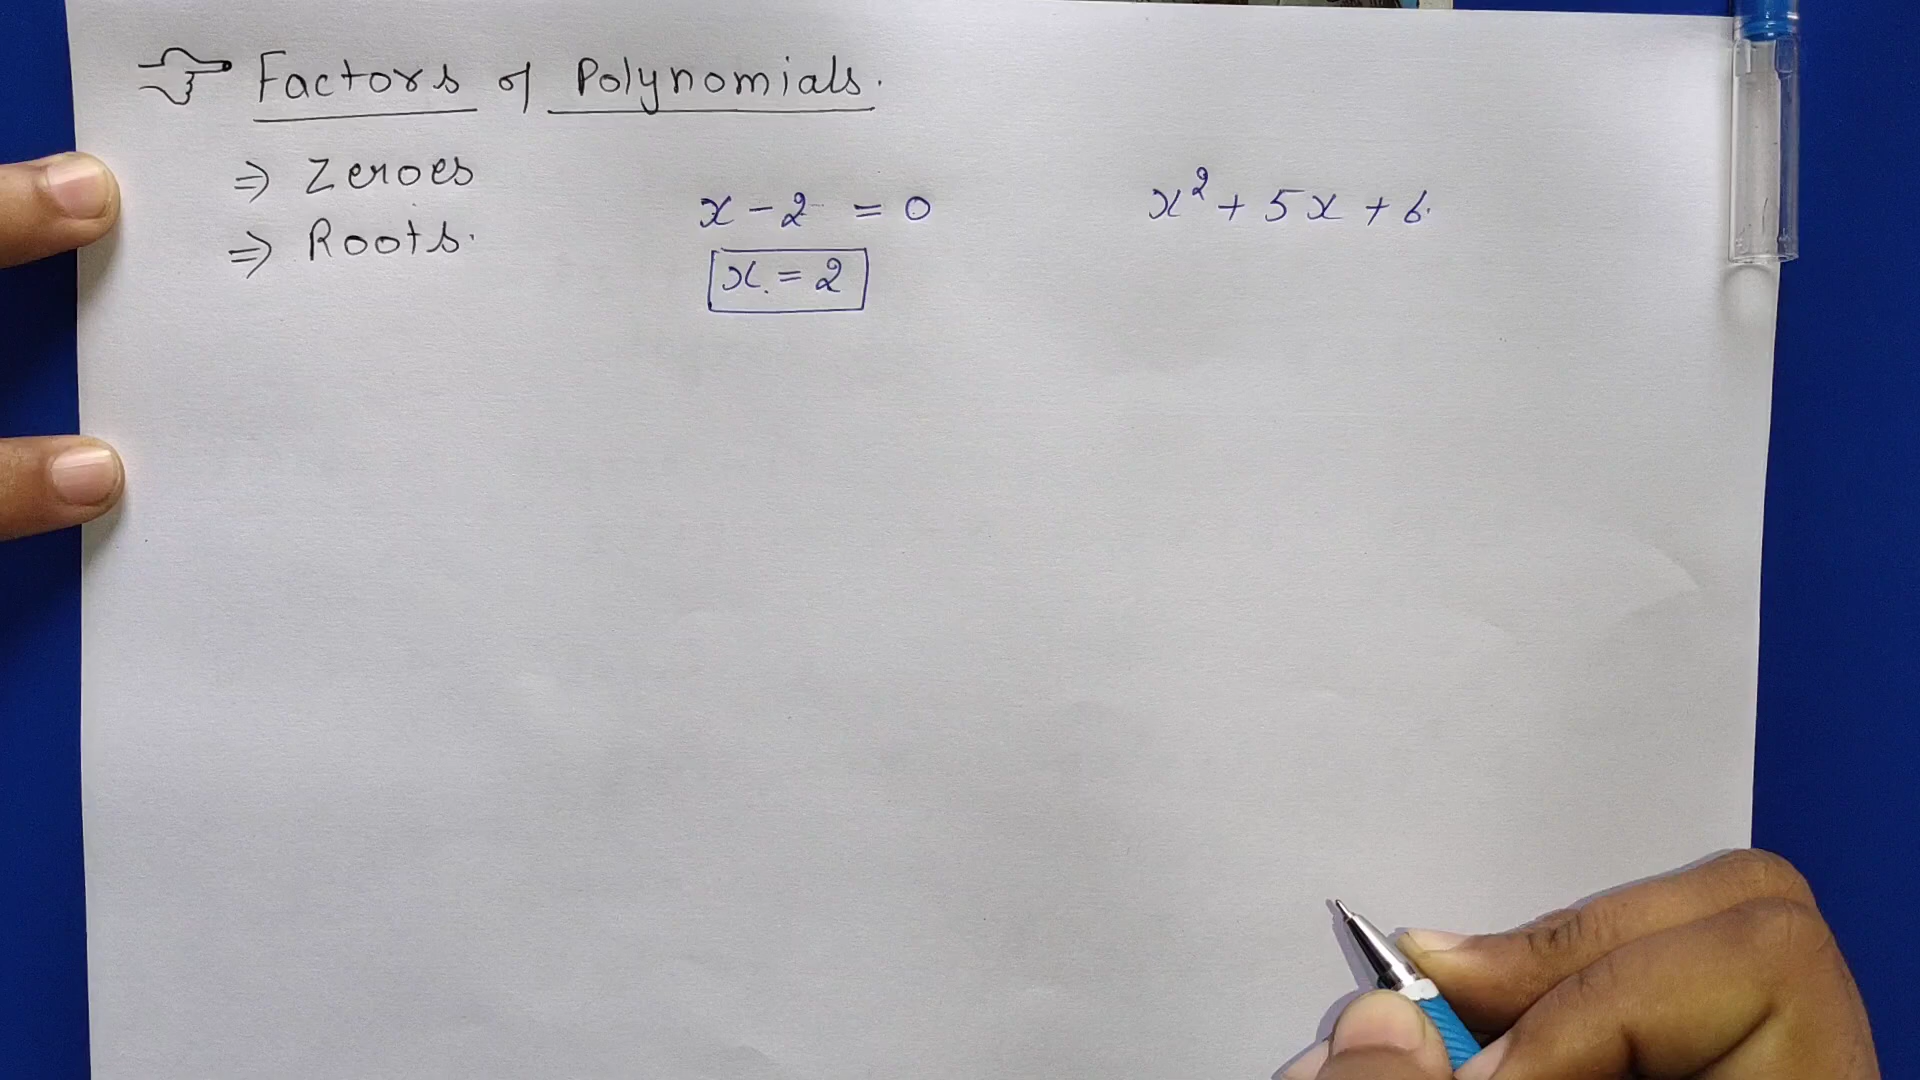 Factors of Polynomials.
⇒ Zeroes
⇒ Roots.
x - 2 = 0
x = 2
x² + 5x + 6.